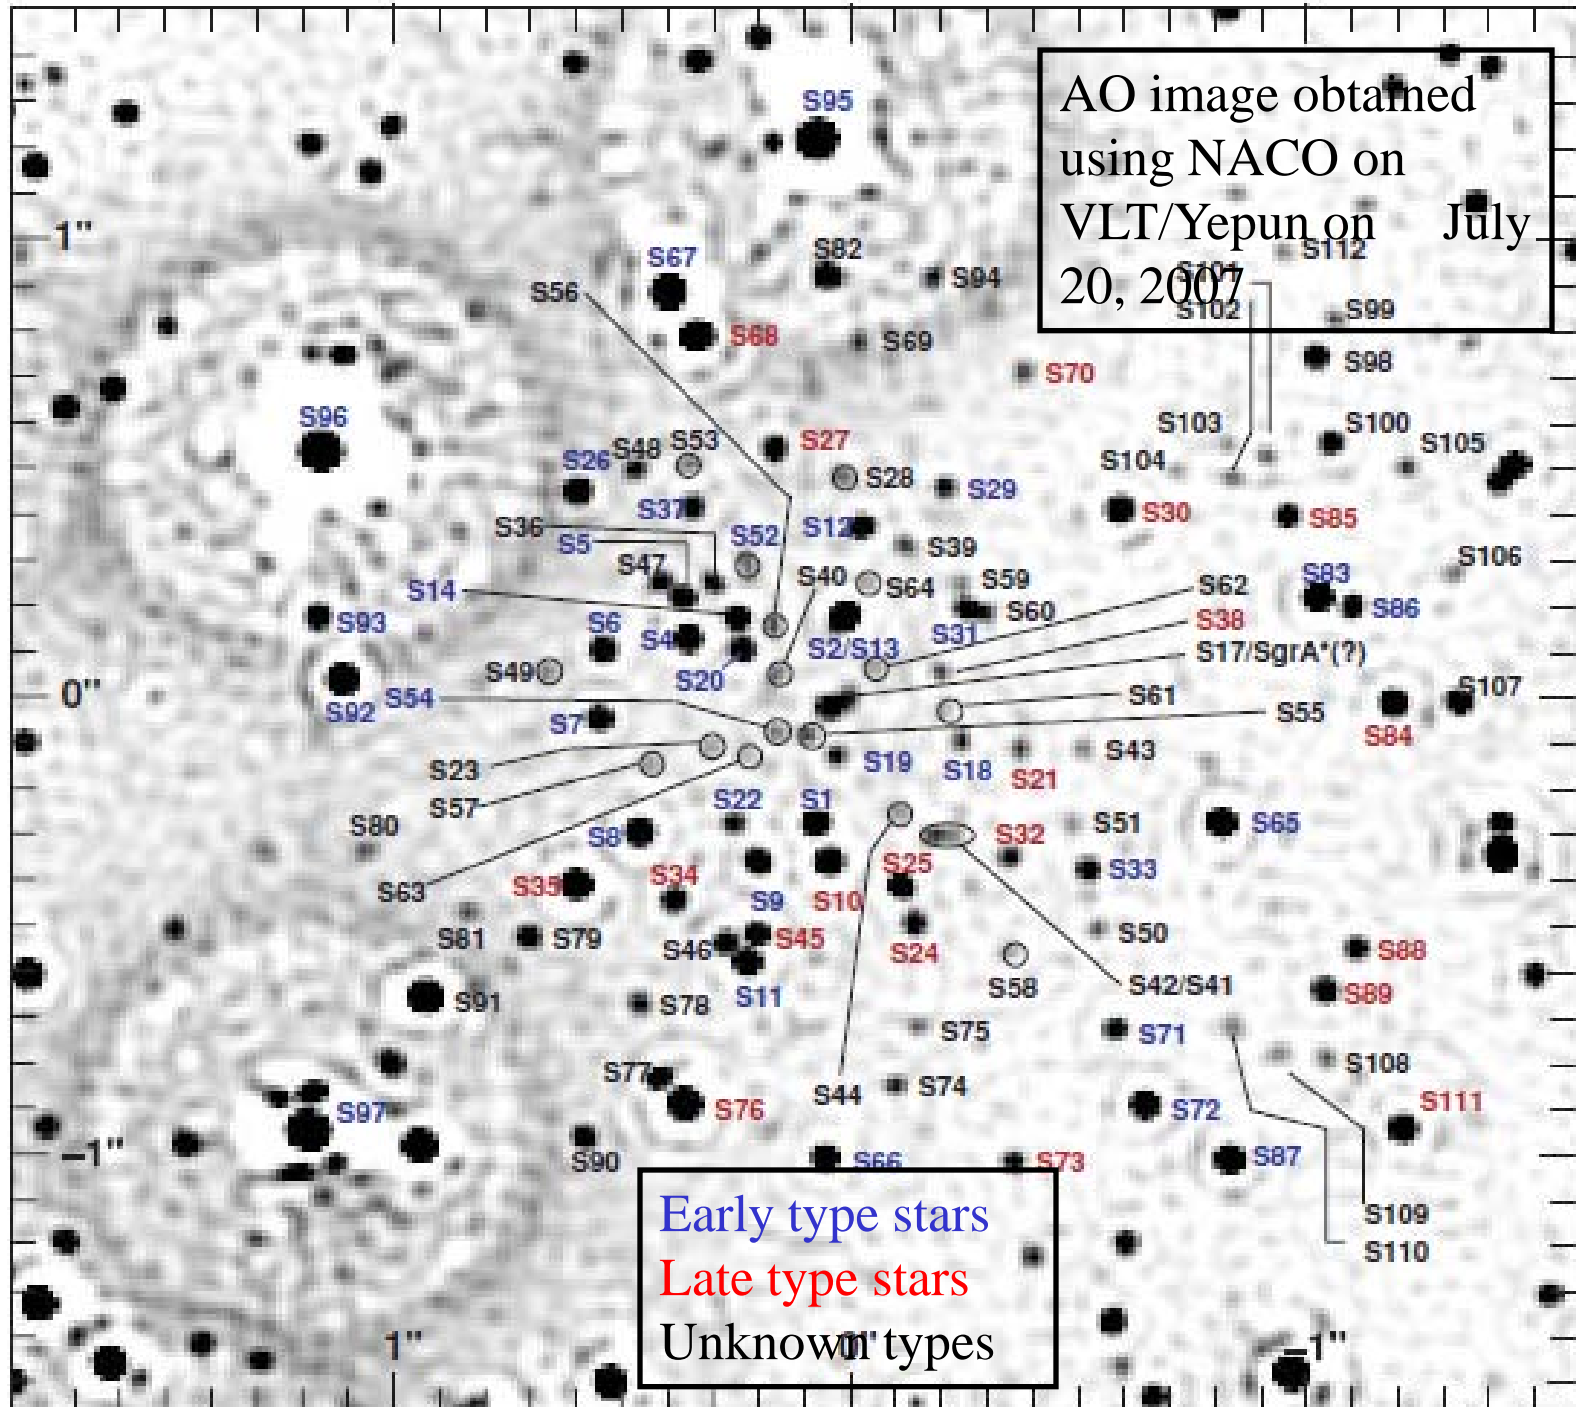 S95
AO image obtained
using NACO on
VLT/Yepun on July
20, 2007
1"
S67
S82
S94
S112
S101
S102
S56
S99
S68
S69
S98
S70
S96
S103
S100
S105
S48
S53
S27
S26
S104
S28
S29
S37
S30
S85
S36
S5
S52
S12
S39
S106
S47
S40
S64
S59
S62
S83
S14
S86
S93
S6
S4
S60
S38
S31
S2/S13
S17/SgrA*(?)
S49
S20
0"
S54
S61
S107
S92
S7
S55
S84
S23
S19
S18
S21
S43
S57
S22
S1
S80
S8
S51
S65
S32
S63
S35
S34
S25
S33
S9
S10
S81
S79
S46
S45
S24
S50
S88
S91
S78
S11
S58
S42/S41
S89
S75
S71
S77
S44
S74
S108
S97
S76
S72
S111
–1"
S90
S66
S73
S87
Early type stars
S109
S110
Late type stars
Unknown types
1"
0"
–1"